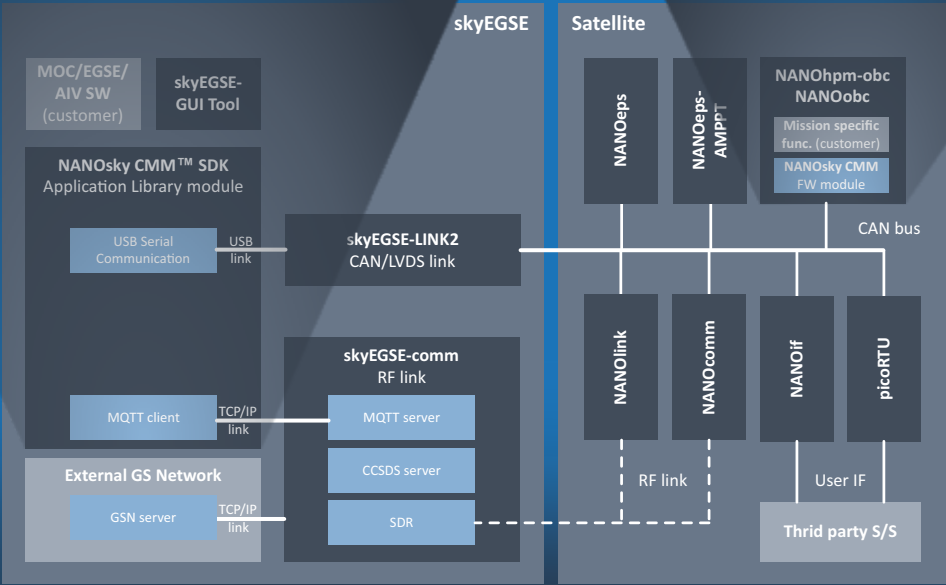 skyEGSE
Satellite
MOC/EGSE/
AIV SW
(customer)
skyEGSE-
GUI Tool
NANOsky CMM™ SDK
Application Library module
USB Serial
Communication
USB
link
skyEGSE-LINK2
CAN/LVDS link
skyEGSE-comm
RF link
MQTT client
TCP/IP
link
MQTT server
CCSDS server
SDR
External GS Network
GSN server
TCP/IP
link
NANOeps
NANOeps-
AMPPT
NANOhpm-obc
NANOobc
Mission specific
func. (customer)
NANOsky CMM
FW module
CAN bus
NANOlink
NANOcomm
NANOif
picoRTU
RF link
User IF
Thrid party S/S